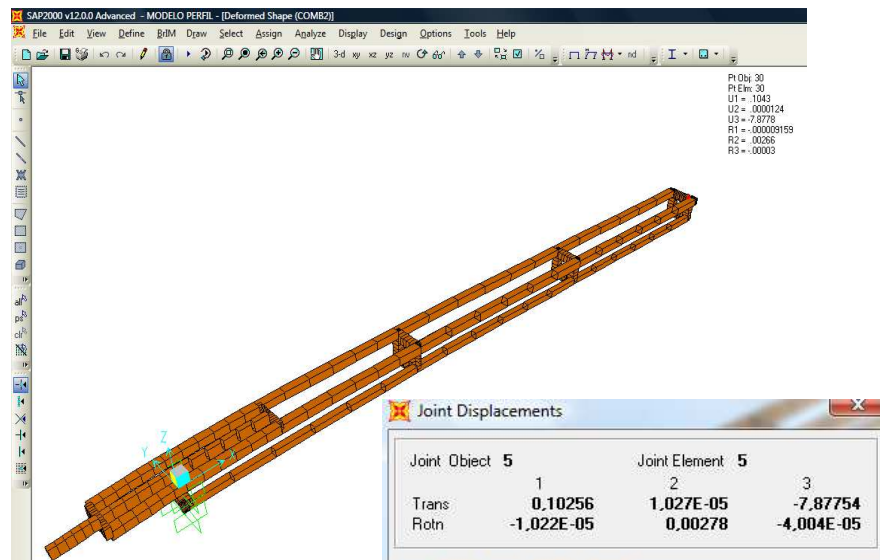 SAP2000 v12.0.0 Advanced - MODELO PERFIL - [Deformed Shape (COMB2)]
File Edit View Define BrIM Draw Select Assign Analyze Display Design Options Tools Help
3-d xy xz yz nv nd
Pt Obj: 30
Pt Elm: 30
U1 = .1043
U2 = .0000124
U3 = -7.8778
R1 = -.000009159
R2 = .00266
R3 = -.00003
all
ps
clr
Z
Y
X
Joint Displacements
Joint Object 5 Joint Element 5
1 2 3
Trans 0,10256 1,027E-05 -7,87754
Rotn -1,022E-05 0,00278 -4,004E-05